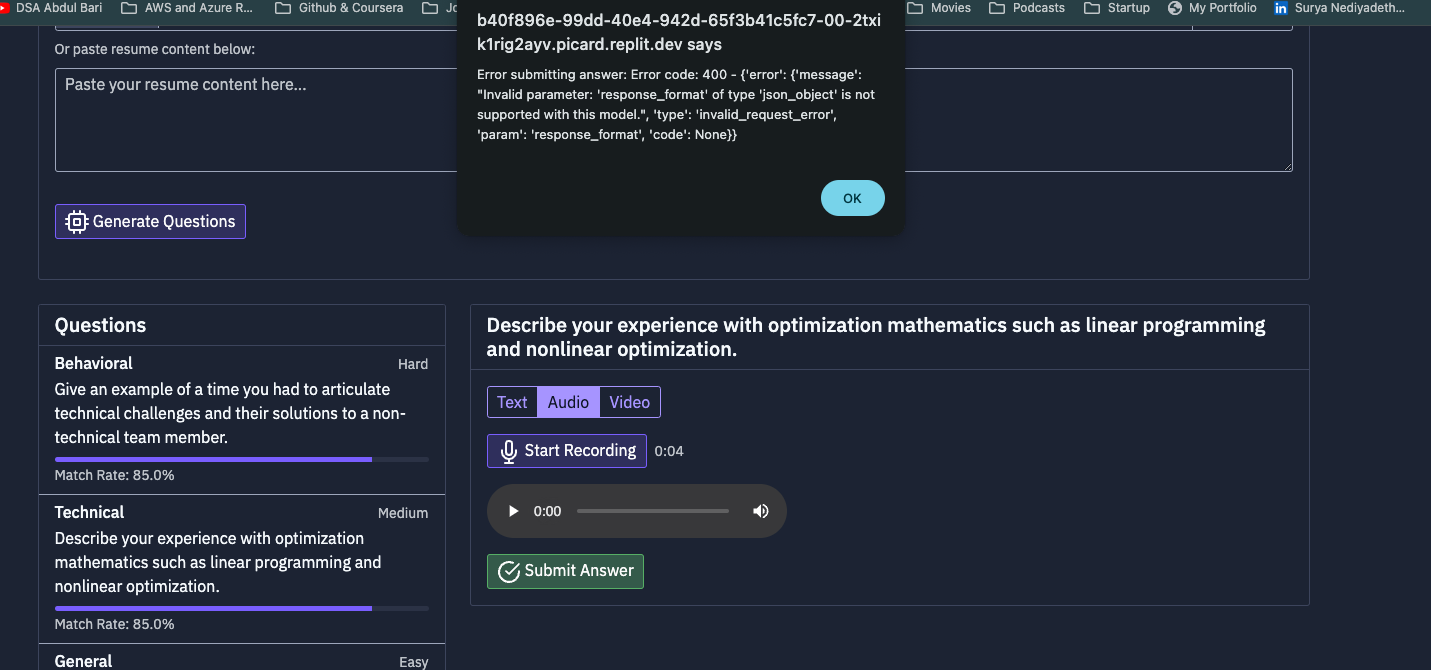 DSA Abdul Bari
AWS and Azure R...
Github & Coursera
Movies
Podcasts
Startup
My Portfolio
in
Surya Nediyadeth...
b40f896e-99dd-40e4-942d-65f3b41c5fc7-00-2txi
k1rig2ayv.picard.replit.dev says
Error submitting answer: Error code: 400 - {'error': {'message':
"Invalid parameter: 'response_format' of type 'json_object' is not
supported with this model.", 'type': 'invalid_request_error',
'param': 'response_format', 'code': None}}
OK
Or paste resume content below:
Paste your resume content here...
Generate Questions
Questions
Behavioral
Hard
Give an example of a time you had to articulate
technical challenges and their solutions to a non-
technical team member.
Match Rate: 85.0%
Technical
Medium
Describe your experience with optimization
mathematics such as linear programming and
nonlinear optimization.
Match Rate: 85.0%
General
Easy
Describe your experience with optimization mathematics such as linear programming
and nonlinear optimization.
Text
Audio
Video
Start Recording
0:04
0:00
Submit Answer